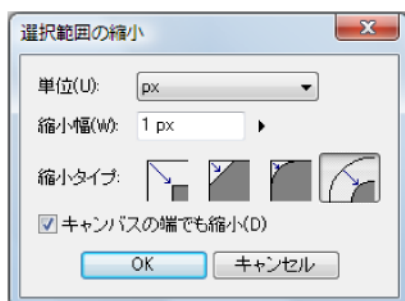 選択範囲の縮小
単位(U): px
縮小幅(W): 1 px
縮小タイプ:
キャンバスの端でも縮小(D)
OK キャンセル